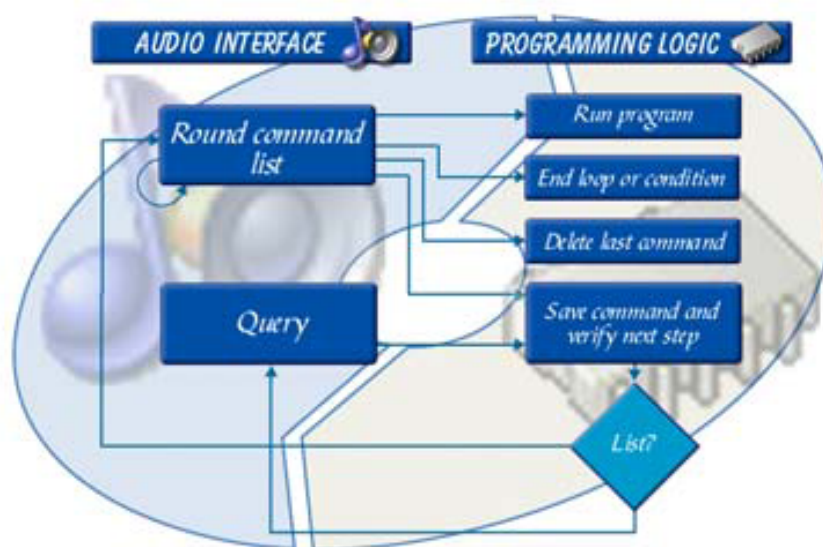 AUDIO INTERFACE
PROGRAMMING LOGIC
Round command
list
Run program
End loop or condition
Delete last command
Query
Save command and
verify next step
List?